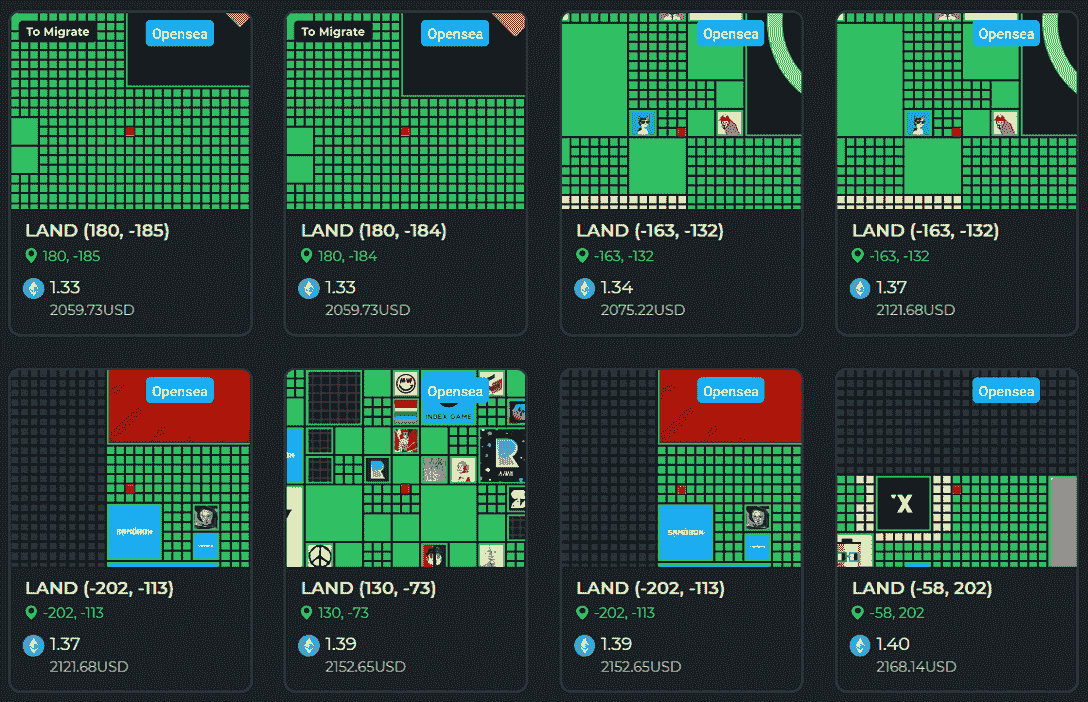 To Migrate
Opensea
LAND (180, -185)
180, -185
1.33
2059.73USD
To Migrate
Opensea
LAND (180, -184)
180, -184
1.33
2059.73USD
Opensea
LAND (-163, -132)
-163, -132
1.34
2075.22USD
Opensea
LAND (-163, -132)
-163, -132
1.37
2121.68USD
Opensea
SANDBOX
LAND (-202, -113)
-202, -113
1.37
2121.68USD
Opensea
INDEX GAME
R
R
LAND (130, -73)
130, -73
1.39
2152.65USD
Opensea
SANDBOX
LAND (-202, -113)
-202, -113
1.39
2152.65USD
Opensea
X
LAND (-58, 202)
-58, 202
1.40
2168.14USD